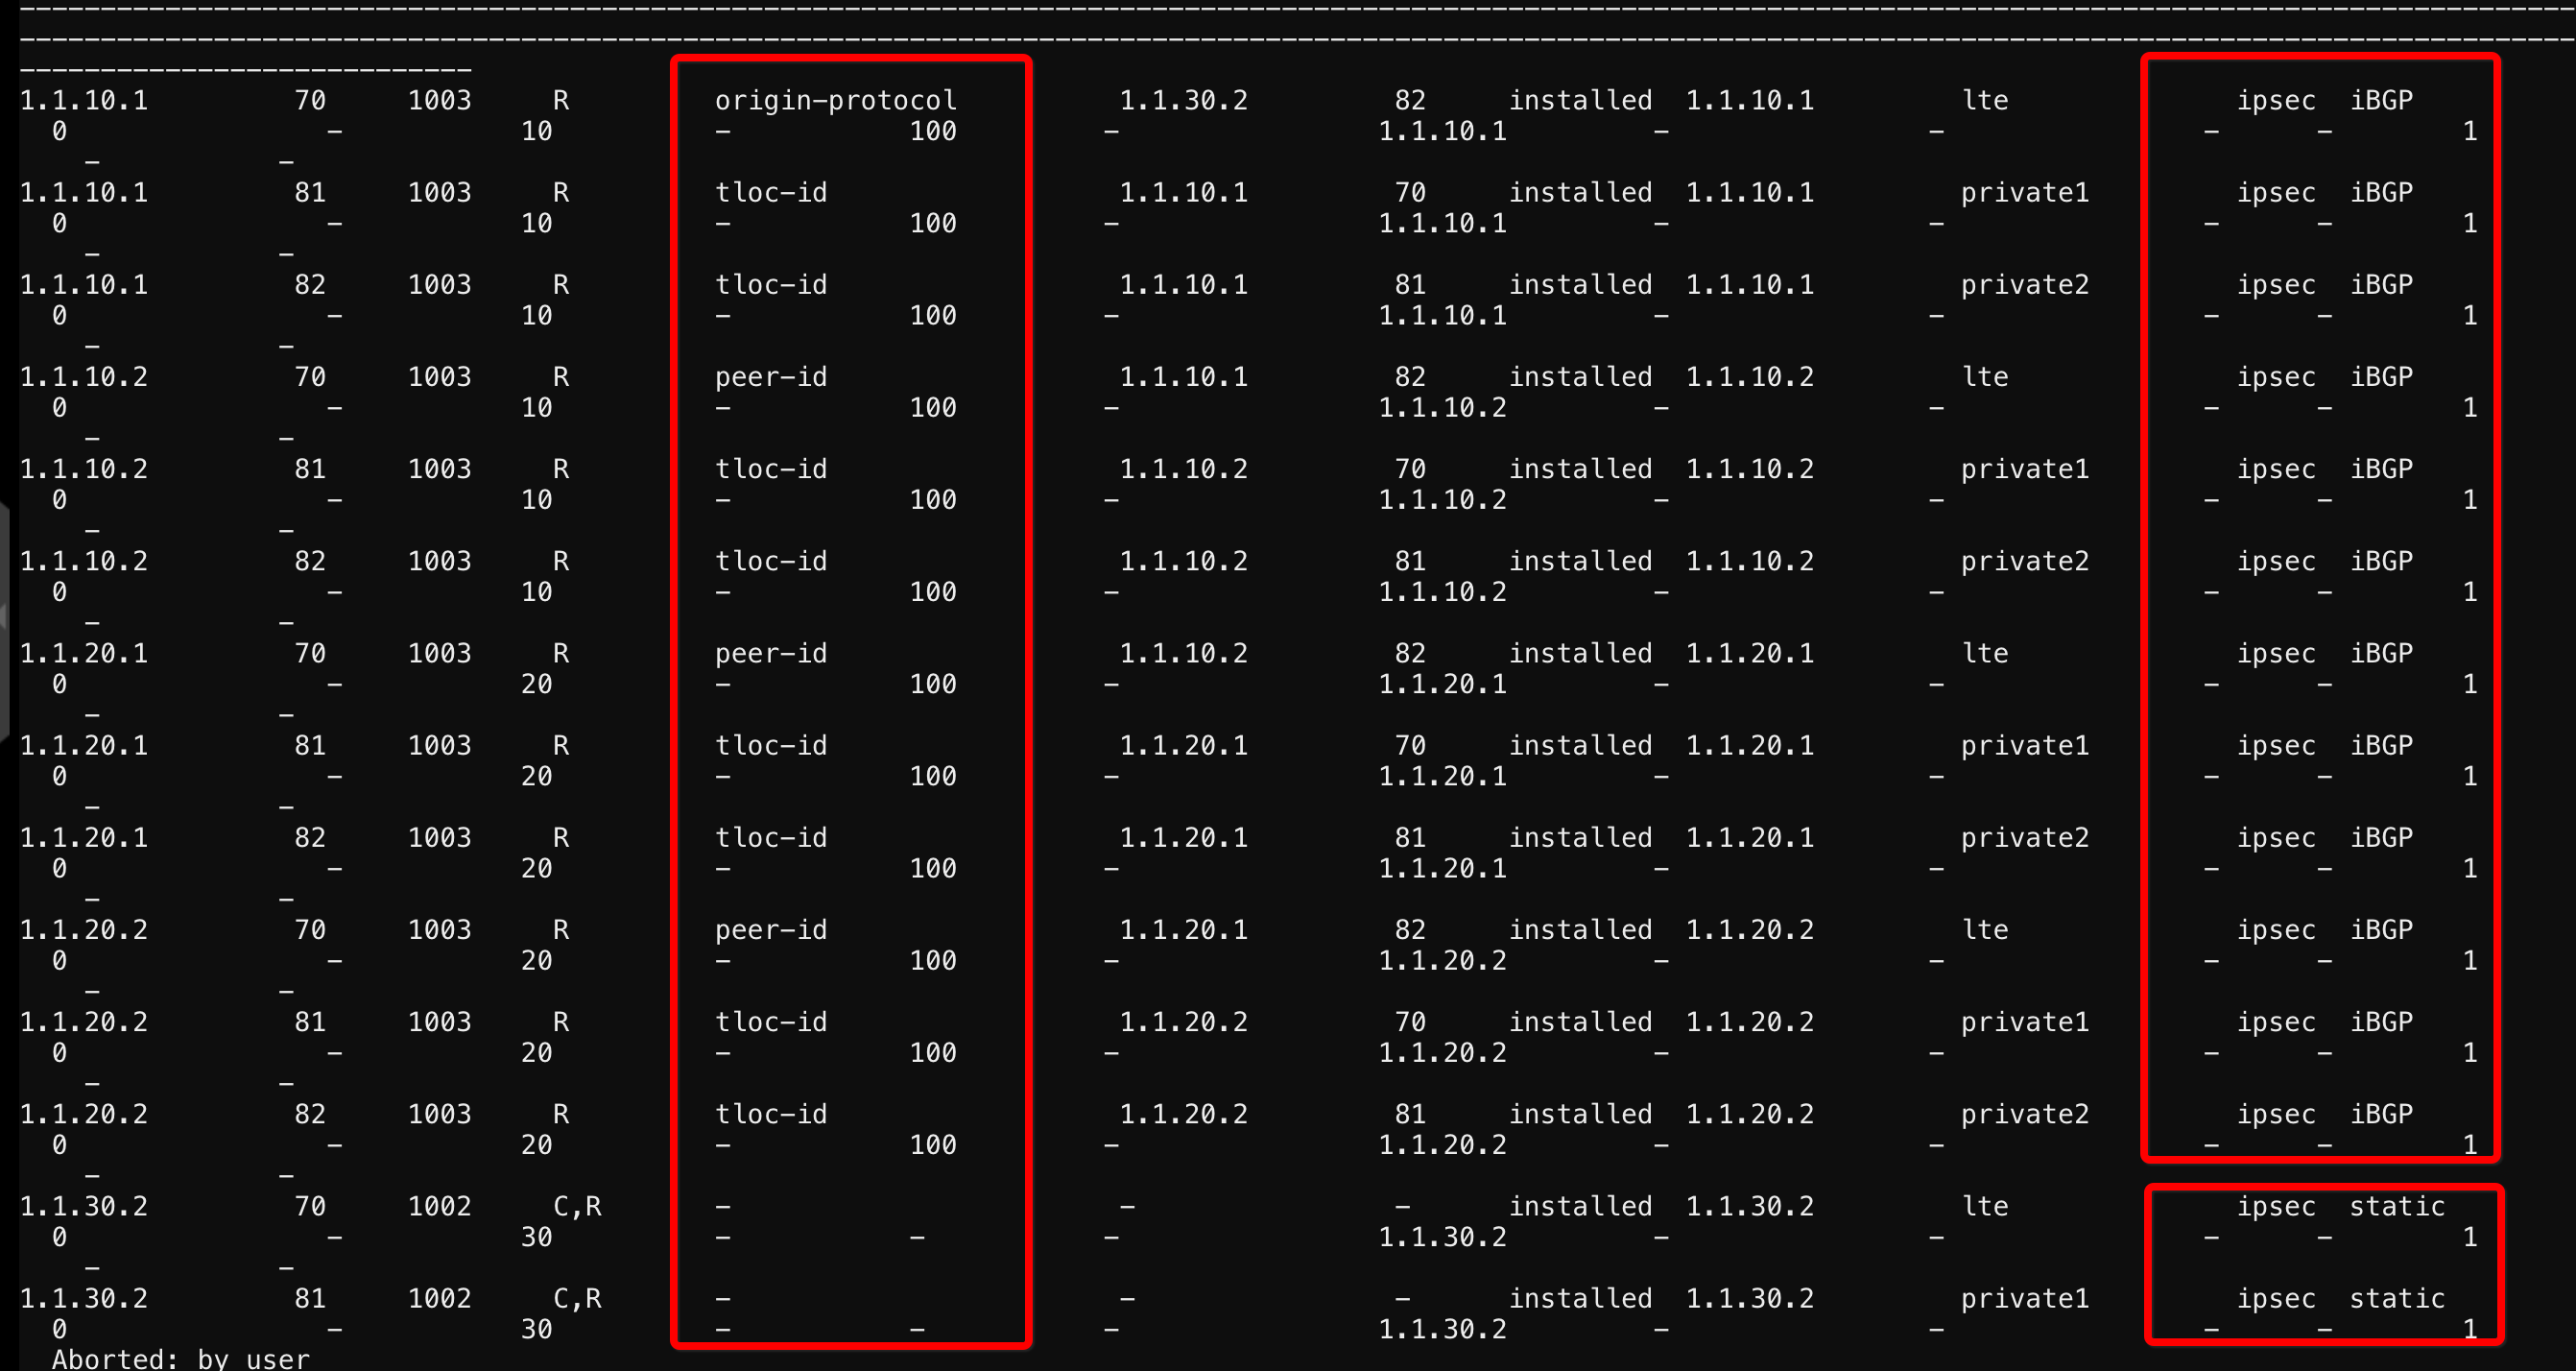 1.1.10.1 70 1003 R origin-protocol 1.1.30.2 82 installed 1.1.10.1 lte ipsec iBGP
0 - 10 - 100 - 1.1.10.1 - - - - 1
- -
1.1.10.1 81 1003 R tloc-id 1.1.10.1 70 installed 1.1.10.1 private1 ipsec iBGP
0 - 10 - 100 - 1.1.10.1 - - - - 1
- -
1.1.10.1 82 1003 R tloc-id 1.1.10.1 81 installed 1.1.10.1 private2 ipsec iBGP
0 - 10 - 100 - 1.1.10.1 - - - - 1
- -
1.1.10.2 70 1003 R peer-id 1.1.10.1 82 installed 1.1.10.2 lte ipsec iBGP
0 - 10 - 100 - 1.1.10.2 - - - - 1
- -
1.1.10.2 81 1003 R tloc-id 1.1.10.2 70 installed 1.1.10.2 private1 ipsec iBGP
0 - 10 - 100 - 1.1.10.2 - - - - 1
- -
1.1.10.2 82 1003 R tloc-id 1.1.10.2 81 installed 1.1.10.2 private2 ipsec iBGP
0 - 10 - 100 - 1.1.10.2 - - - - 1
- -
1.1.20.1 70 1003 R peer-id 1.1.10.2 82 installed 1.1.20.1 lte ipsec iBGP
0 - 20 - 100 - 1.1.20.1 - - - - 1
- -
1.1.20.1 81 1003 R tloc-id 1.1.20.1 70 installed 1.1.20.1 private1 ipsec iBGP
0 - 20 - 100 - 1.1.20.1 - - - - 1
- -
1.1.20.1 82 1003 R tloc-id 1.1.20.1 81 installed 1.1.20.1 private2 ipsec iBGP
0 - 20 - 100 - 1.1.20.1 - - - - 1
- -
1.1.20.2 70 1003 R peer-id 1.1.20.1 82 installed 1.1.20.2 lte ipsec iBGP
0 - 20 - 100 - 1.1.20.2 - - - - 1
- -
1.1.20.2 81 1003 R tloc-id 1.1.20.2 70 installed 1.1.20.2 private1 ipsec iBGP
0 - 20 - 100 - 1.1.20.2 - - - - 1
- -
1.1.20.2 82 1003 R tloc-id 1.1.20.2 81 installed 1.1.20.2 private2 ipsec iBGP
0 - 20 - 100 - 1.1.20.2 - - - - 1
- -
1.1.30.2 70 1002 C,R - - - installed 1.1.30.2 lte ipsec static
0 - 30 - - - 1.1.30.2 - - - - 1
- -
1.1.30.2 81 1002 C,R - - - installed 1.1.30.2 private1 ipsec static
0 - 30 - - - 1.1.30.2 - - - - 1
Aborted: by user